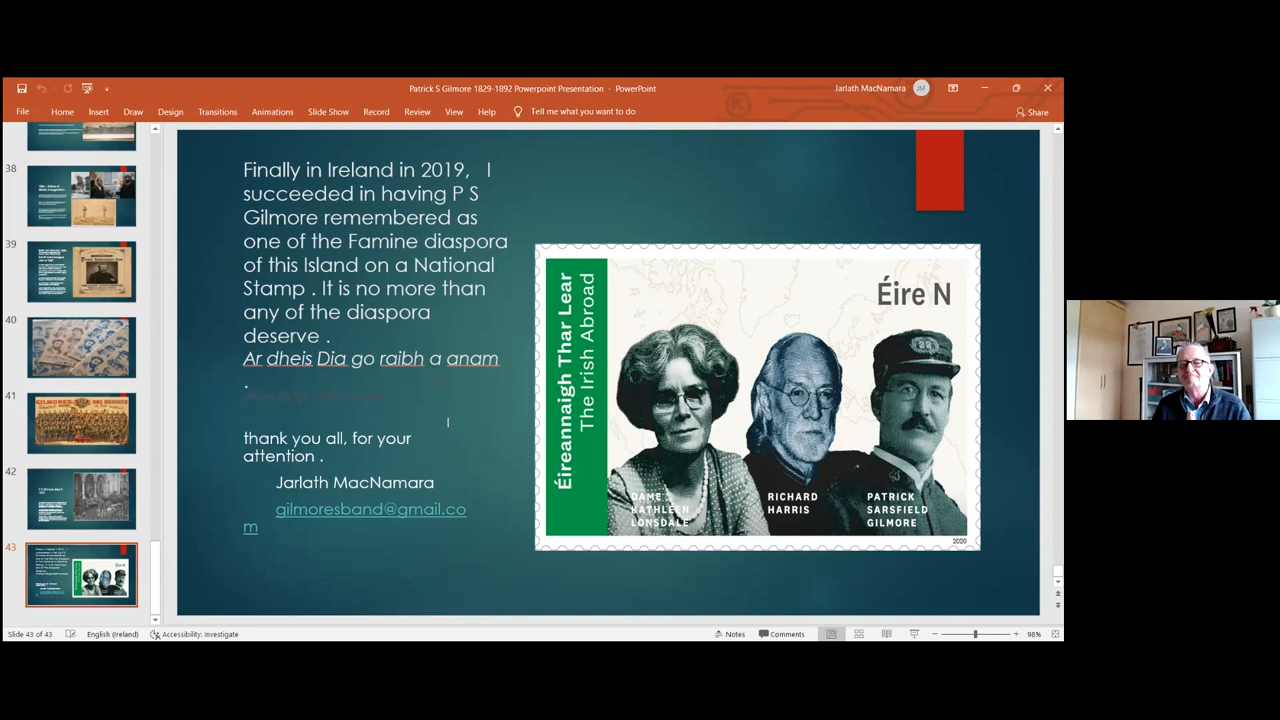 Patrick S Gilmore 1829-1892 Powerpoint Presentation - PowerPoint
Jarlath MacNamara
JM
File Home Insert Draw Design Transitions Animations Slide Show Record Review View Help Tell me what you want to do
Share
38
39
40
41
42
43
Finally in Ireland in 2019, I
succeeded in having P S
Gilmore remembered as
one of the Famine diaspora
of this Island on a National
Stamp . It is no more than
any of the diaspora
deserve .
Ar dheis Dia go raibh a anam
.
thank you all, for your
attention .
Jarlath MacNamara
gilmoresband@gmail.co
m
Éireannaigh Thar Lear
The Irish Abroad
Éire N
DAME
KATHLEEN
LONSDALE
RICHARD
HARRIS
PATRICK
SARSFIELD
GILMORE
2020
Slide 43 of 43
English (Ireland)
Accessibility: Investigate
Notes
Comments
98%